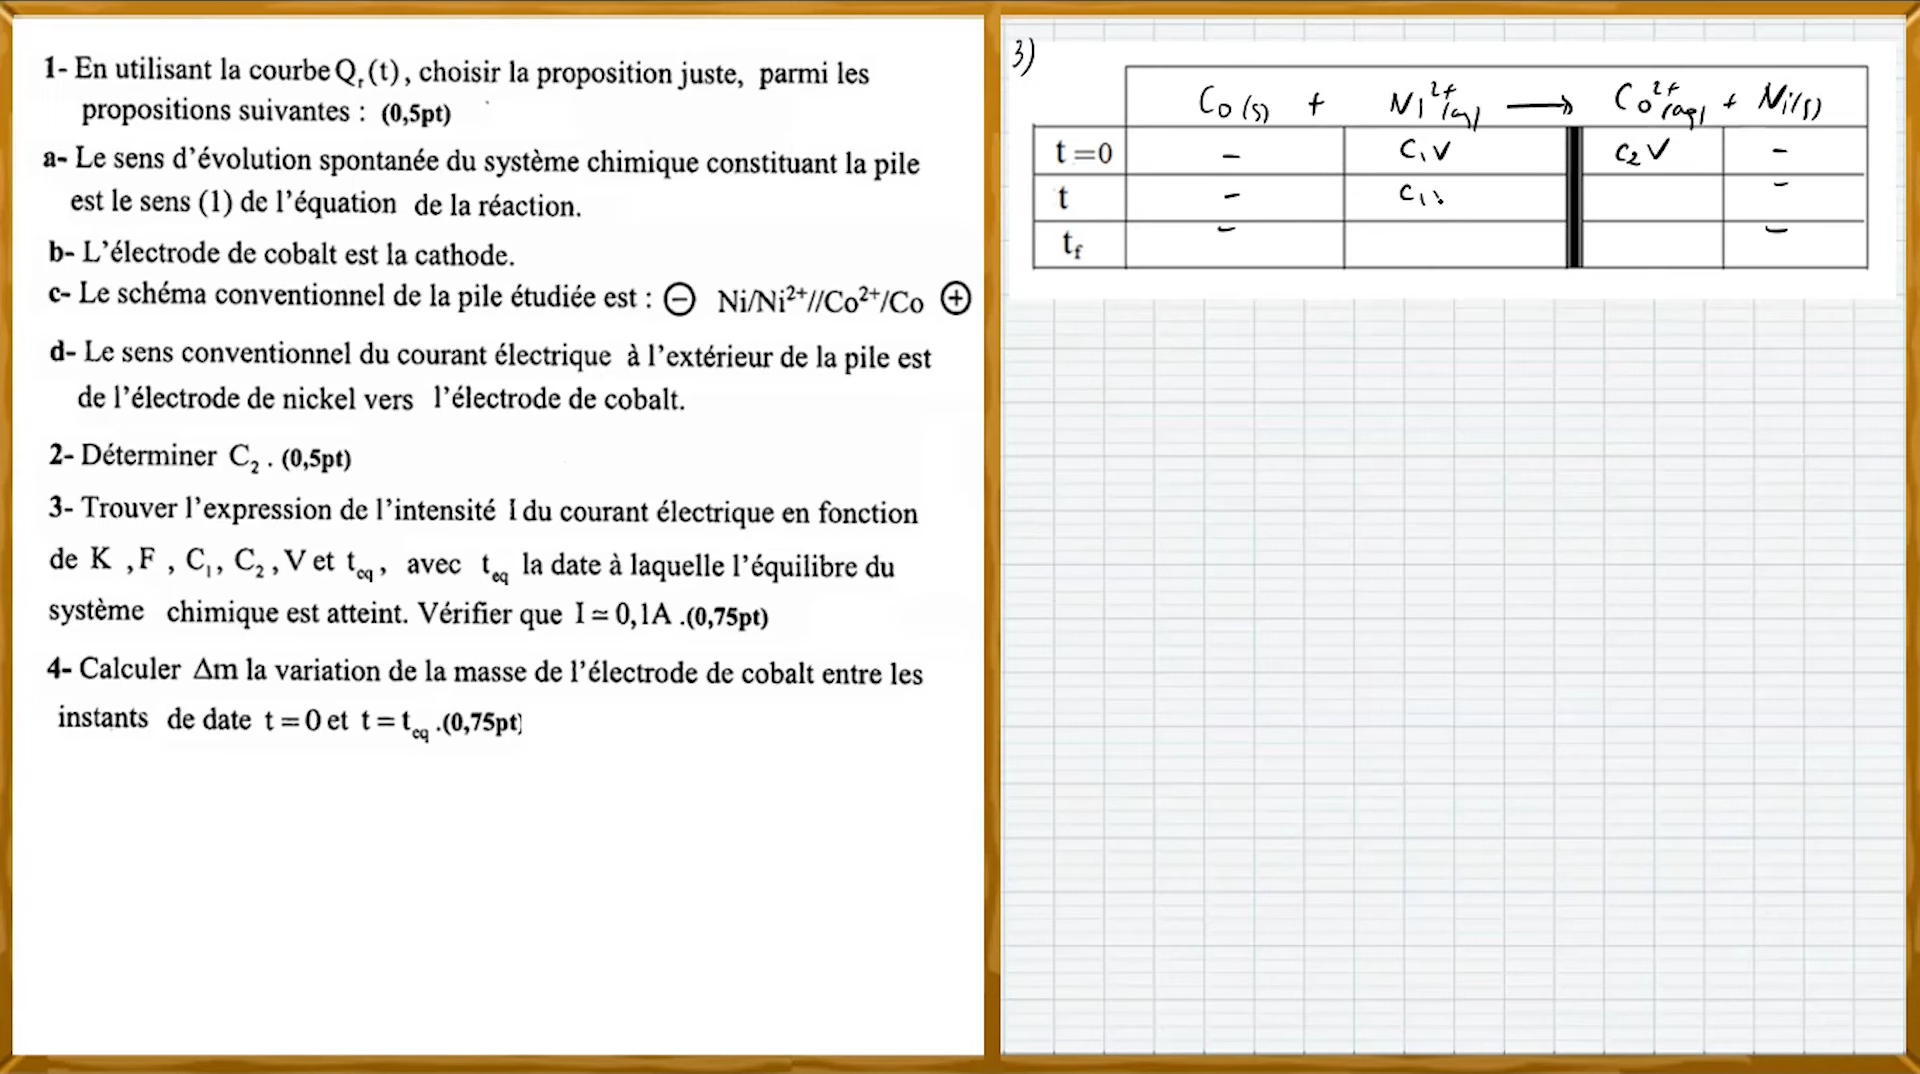 1- En utilisant la courbe Qr(t), choisir la proposition juste, parmi les
propositions suivantes : (0,5pt)
a- Le sens d'évolution spontanée du système chimique constituant la pile
est le sens (1) de l'équation de la réaction.
b- L'électrode de cobalt est la cathode.
c- Le schéma conventionnel de la pile étudiée est : ⊖ Ni/Ni²⁺//Co²⁺/Co ⊕
d- Le sens conventionnel du courant électrique à l'extérieur de la pile est
de l'électrode de nickel vers l'électrode de cobalt.
2- Déterminer C₂ . (0,5pt)
3- Trouver l'expression de l'intensité I du courant électrique en fonction
de K , F , C₁ , C₂ , V et teq , avec teq la date à laquelle l'équilibre du
système chimique est atteint. Vérifier que I ≃ 0,1A .(0,75pt)
4- Calculer Δm la variation de la masse de l'électrode de cobalt entre les
instants de date t = 0 et t = teq .(0,75pt)
3)
Co(s) + Ni²⁺(aq) → Co²⁺(aq) + Ni(s)
t = 0 - C₁V C₂V -
t - C₁ -
tf - -